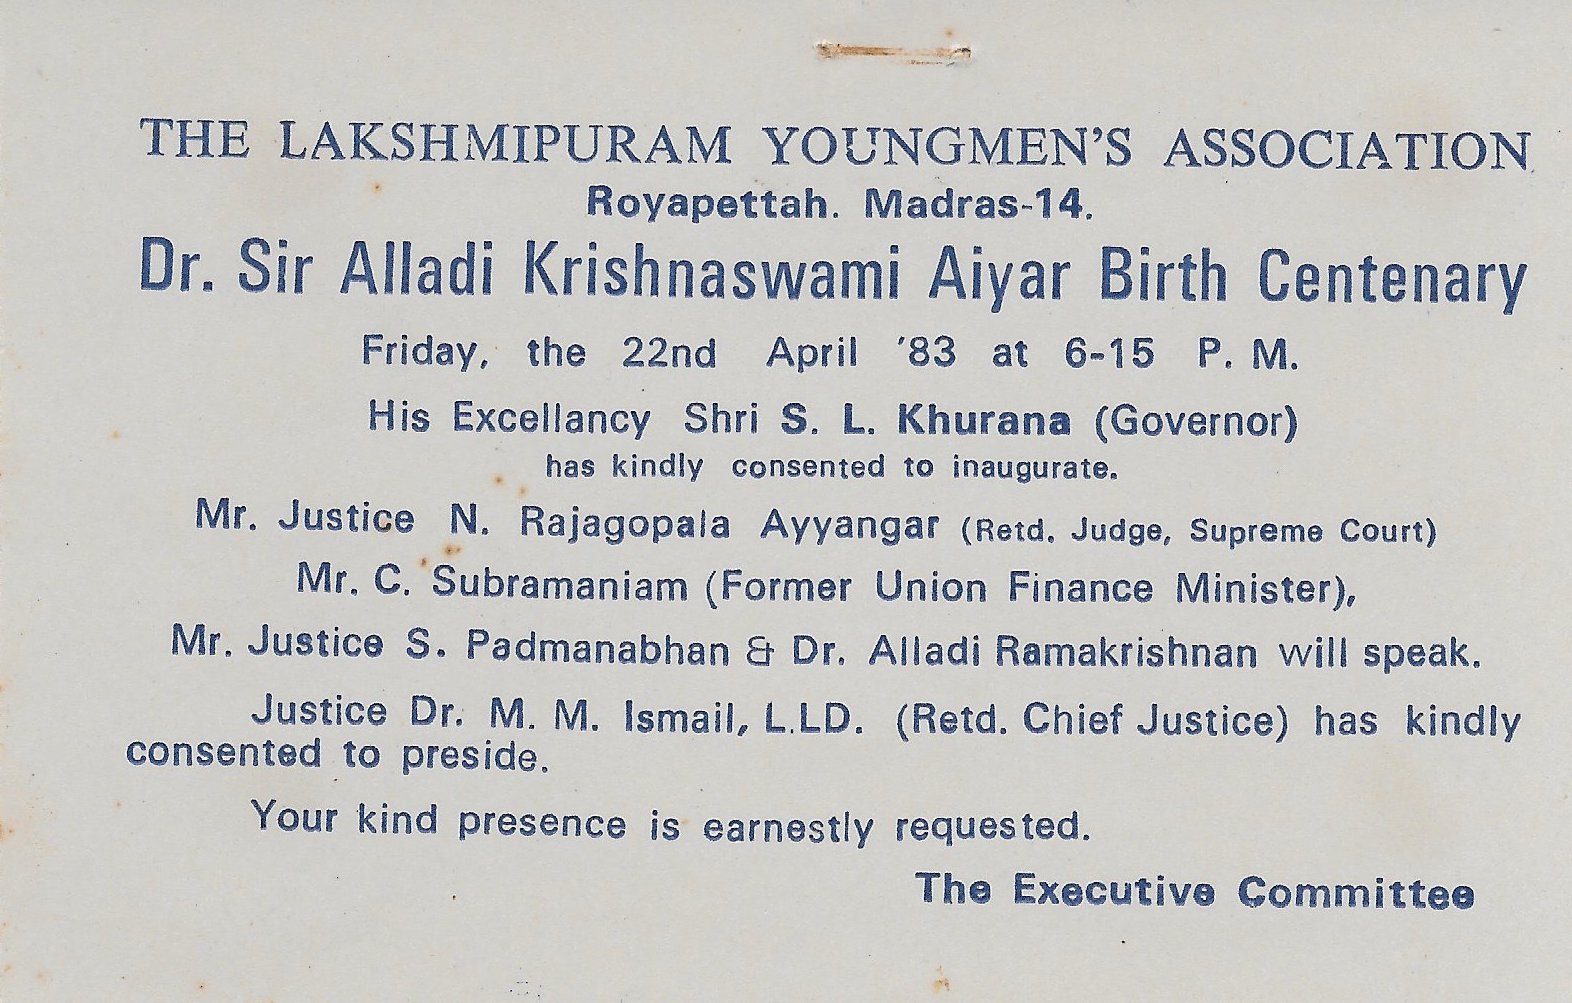 THE LAKSHMIPURAM YOUNGMEN'S ASSOCIATION
Royapettah. Madras-14.
Dr. Sir Alladi Krishnaswami Aiyar Birth Centenary
Friday, the 22nd April '83 at 6-15 P. M.
His Excellancy Shri S. L. Khurana (Governor)
has kindly consented to inaugurate.
Mr. Justice N. Rajagopala Ayyangar (Retd. Judge, Supreme Court)
Mr. C. Subramaniam (Former Union Finance Minister),
Mr. Justice S. Padmanabhan & Dr. Alladi Ramakrishnan will speak.
Justice Dr. M. M. Ismail, L.LD. (Retd. Chief Justice) has kindly
consented to preside.
Your kind presence is earnestly requested.
The Executive Committee